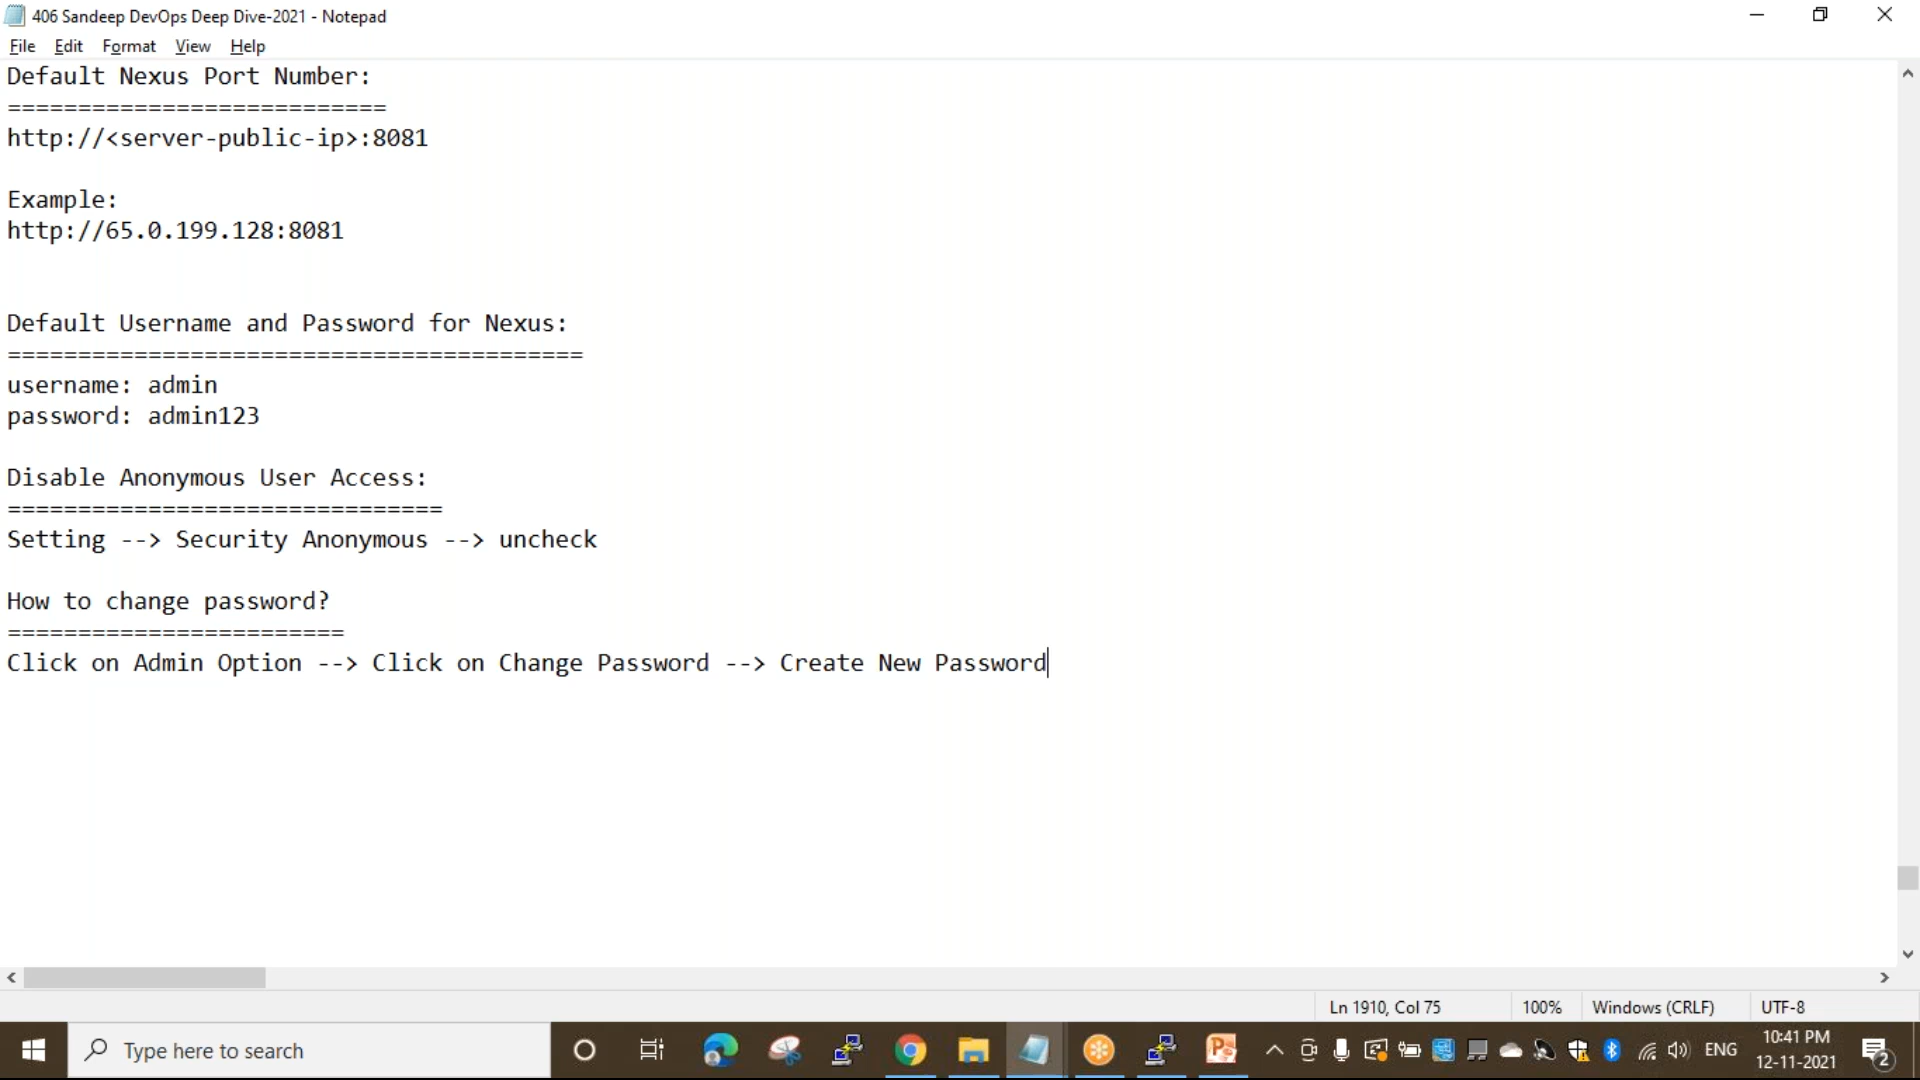 406 Sandeep DevOps Deep Dive-2021 - Notepad
File Edit Format View Help
Default Nexus Port Number:
===========================
http://<server-public-ip>:8081
Example:
http://65.0.199.128:8081
Default Username and Password for Nexus:
=========================================
username: admin
password: admin123
Disable Anonymous User Access:
===============================
Setting --> Security Anonymous --> uncheck
How to change password?
========================
Click on Admin Option --> Click on Change Password --> Create New Password
Ln 1910, Col 75 100% Windows (CRLF) UTF-8
Type here to search
ENG
10:41 PM
12-11-2021
2